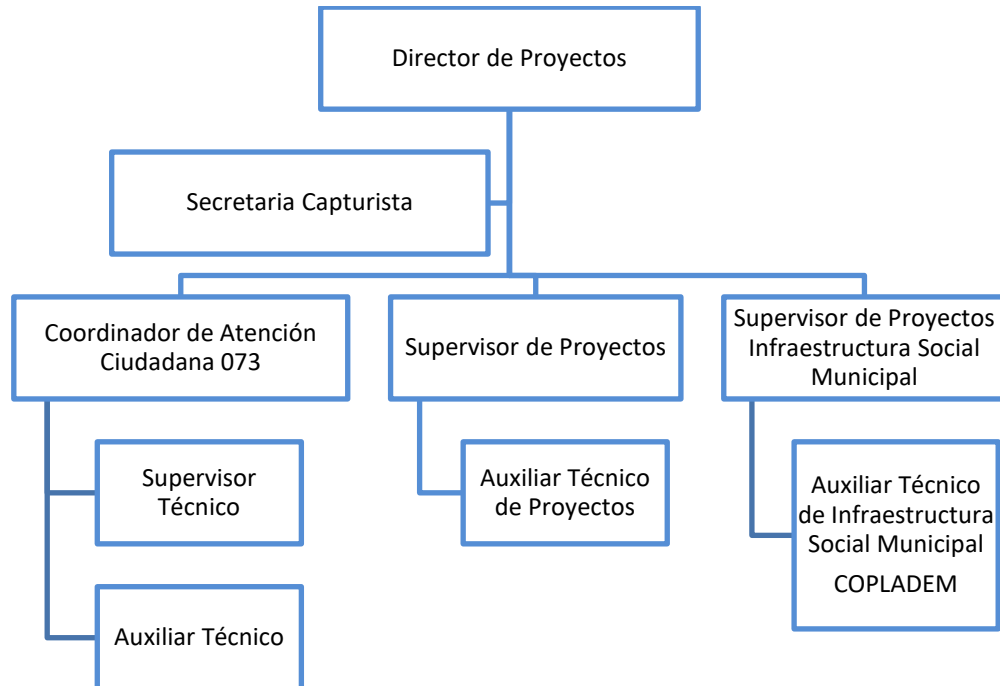 Director de Proyectos
Secretaria Capturista
Coordinador de Atención
Ciudadana 073
Supervisor de Proyectos
Supervisor de Proyectos
Infraestructura Social
Municipal
Supervisor
Técnico
Auxiliar Técnico
de Proyectos
Auxiliar Técnico
de Infraestructura
Social Municipal
COPLADEM
Auxiliar Técnico